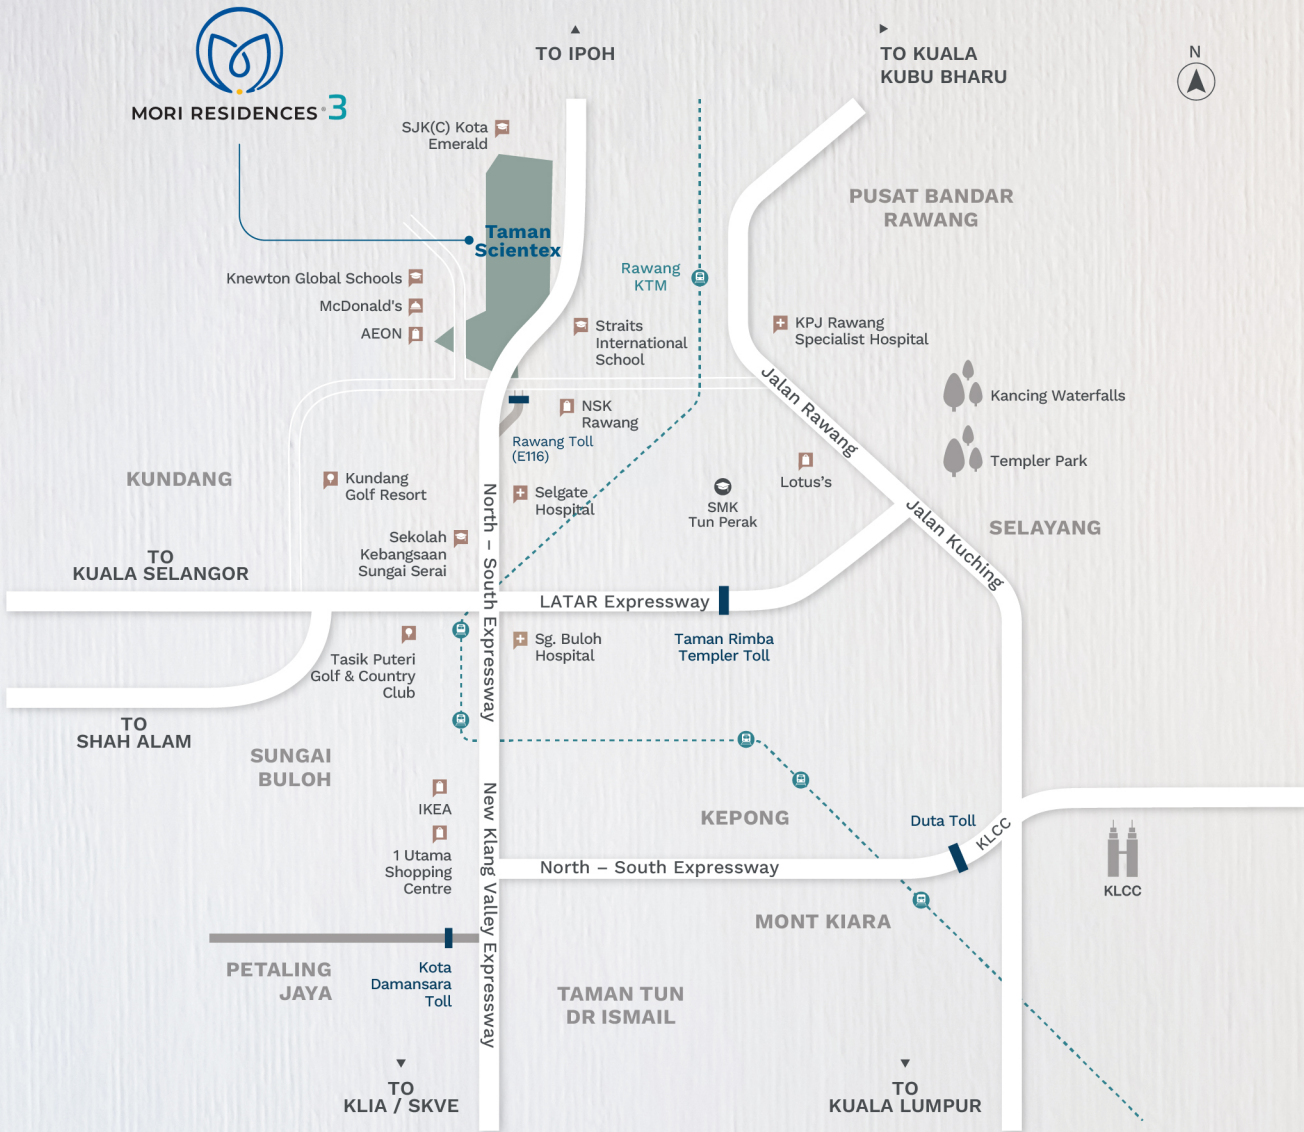 MORI RESIDENCES 3
TO IPOH
TO KUALA
KUBU BHARU
N
SJK(C) Kota
Emerald
PUSAT BANDAR
RAWANG
Taman
Scientex
Knewton Global Schools
McDonald's
AEON
Rawang
KTM
Straits
International
School
KPJ Rawang
Specialist Hospital
Jalan Rawang
Kancing Waterfalls
NSK
Rawang
Rawang Toll
(E116)
Templer Park
KUNDANG
Kundang
Golf Resort
Selgate
Hospital
Lotus's
SMK
Tun Perak
Jalan Kuching
SELAYANG
Sekolah
Kebangsaan
Sungai Serai
North – South Expressway
TO
KUALA SELANGOR
LATAR Expressway
Taman Rimba
Templer Toll
Sg. Buloh
Hospital
Tasik Puteri
Golf & Country
Club
TO
SHAH ALAM
SUNGAI
BULOH
IKEA
1 Utama
Shopping
Centre
New Klang Valley Expressway
KEPONG
Duta Toll
KLCC
North – South Expressway
KLCC
MONT KIARA
PETALING
JAYA
Kota
Damansara
Toll
TAMAN TUN
DR ISMAIL
TO
KLIA / SKVE
TO
KUALA LUMPUR